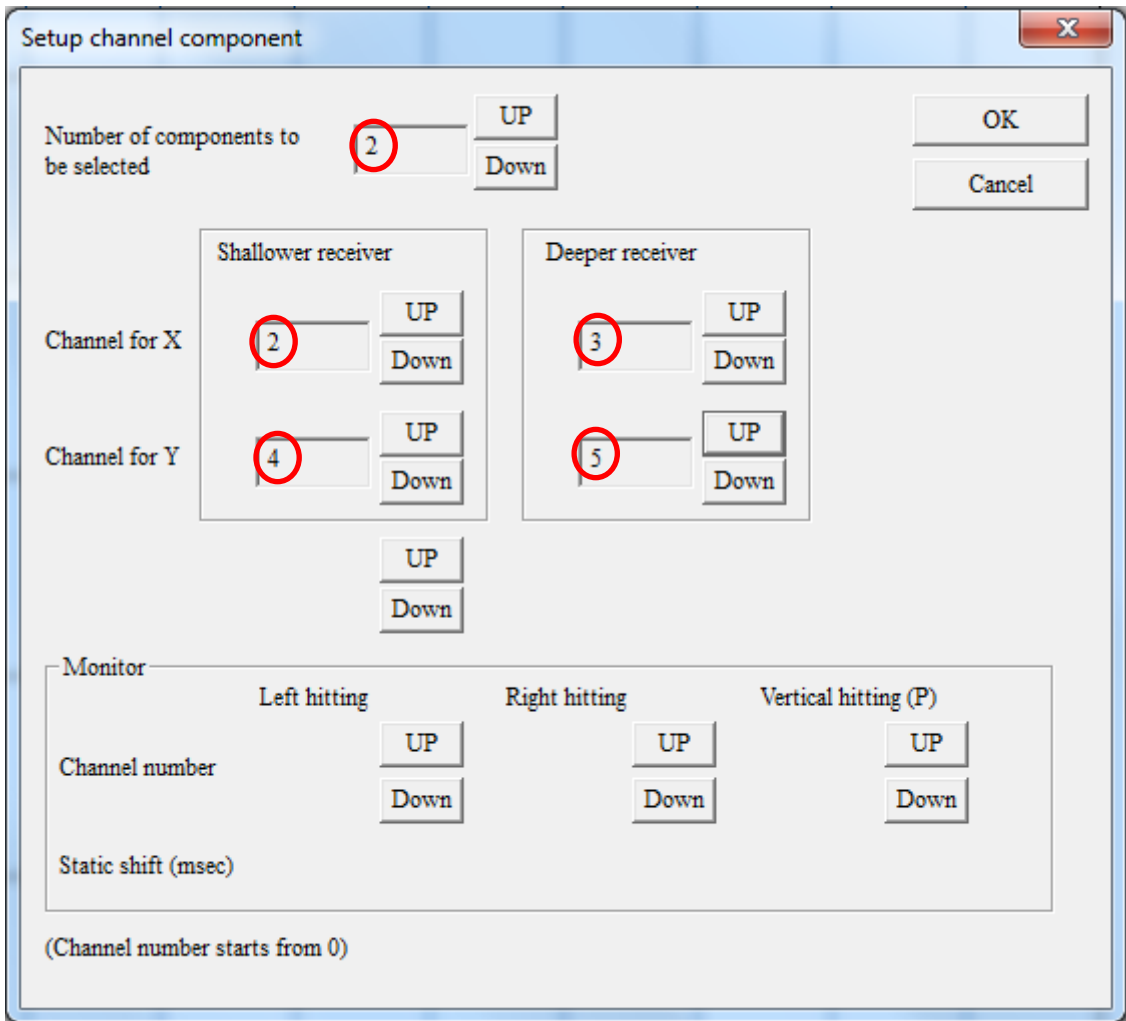 Setup channel component
x
Number of components to
be selected
2
UP
Down
OK
Cancel
Shallower receiver
Deeper receiver
Channel for X
2
UP
Down
3
UP
Down
Channel for Y
4
UP
Down
5
UP
Down
UP
Down
Monitor
Left hitting
Right hitting
Vertical hitting (P)
Channel number
UP
Down
UP
Down
UP
Down
Static shift (msec)
(Channel number starts from 0)